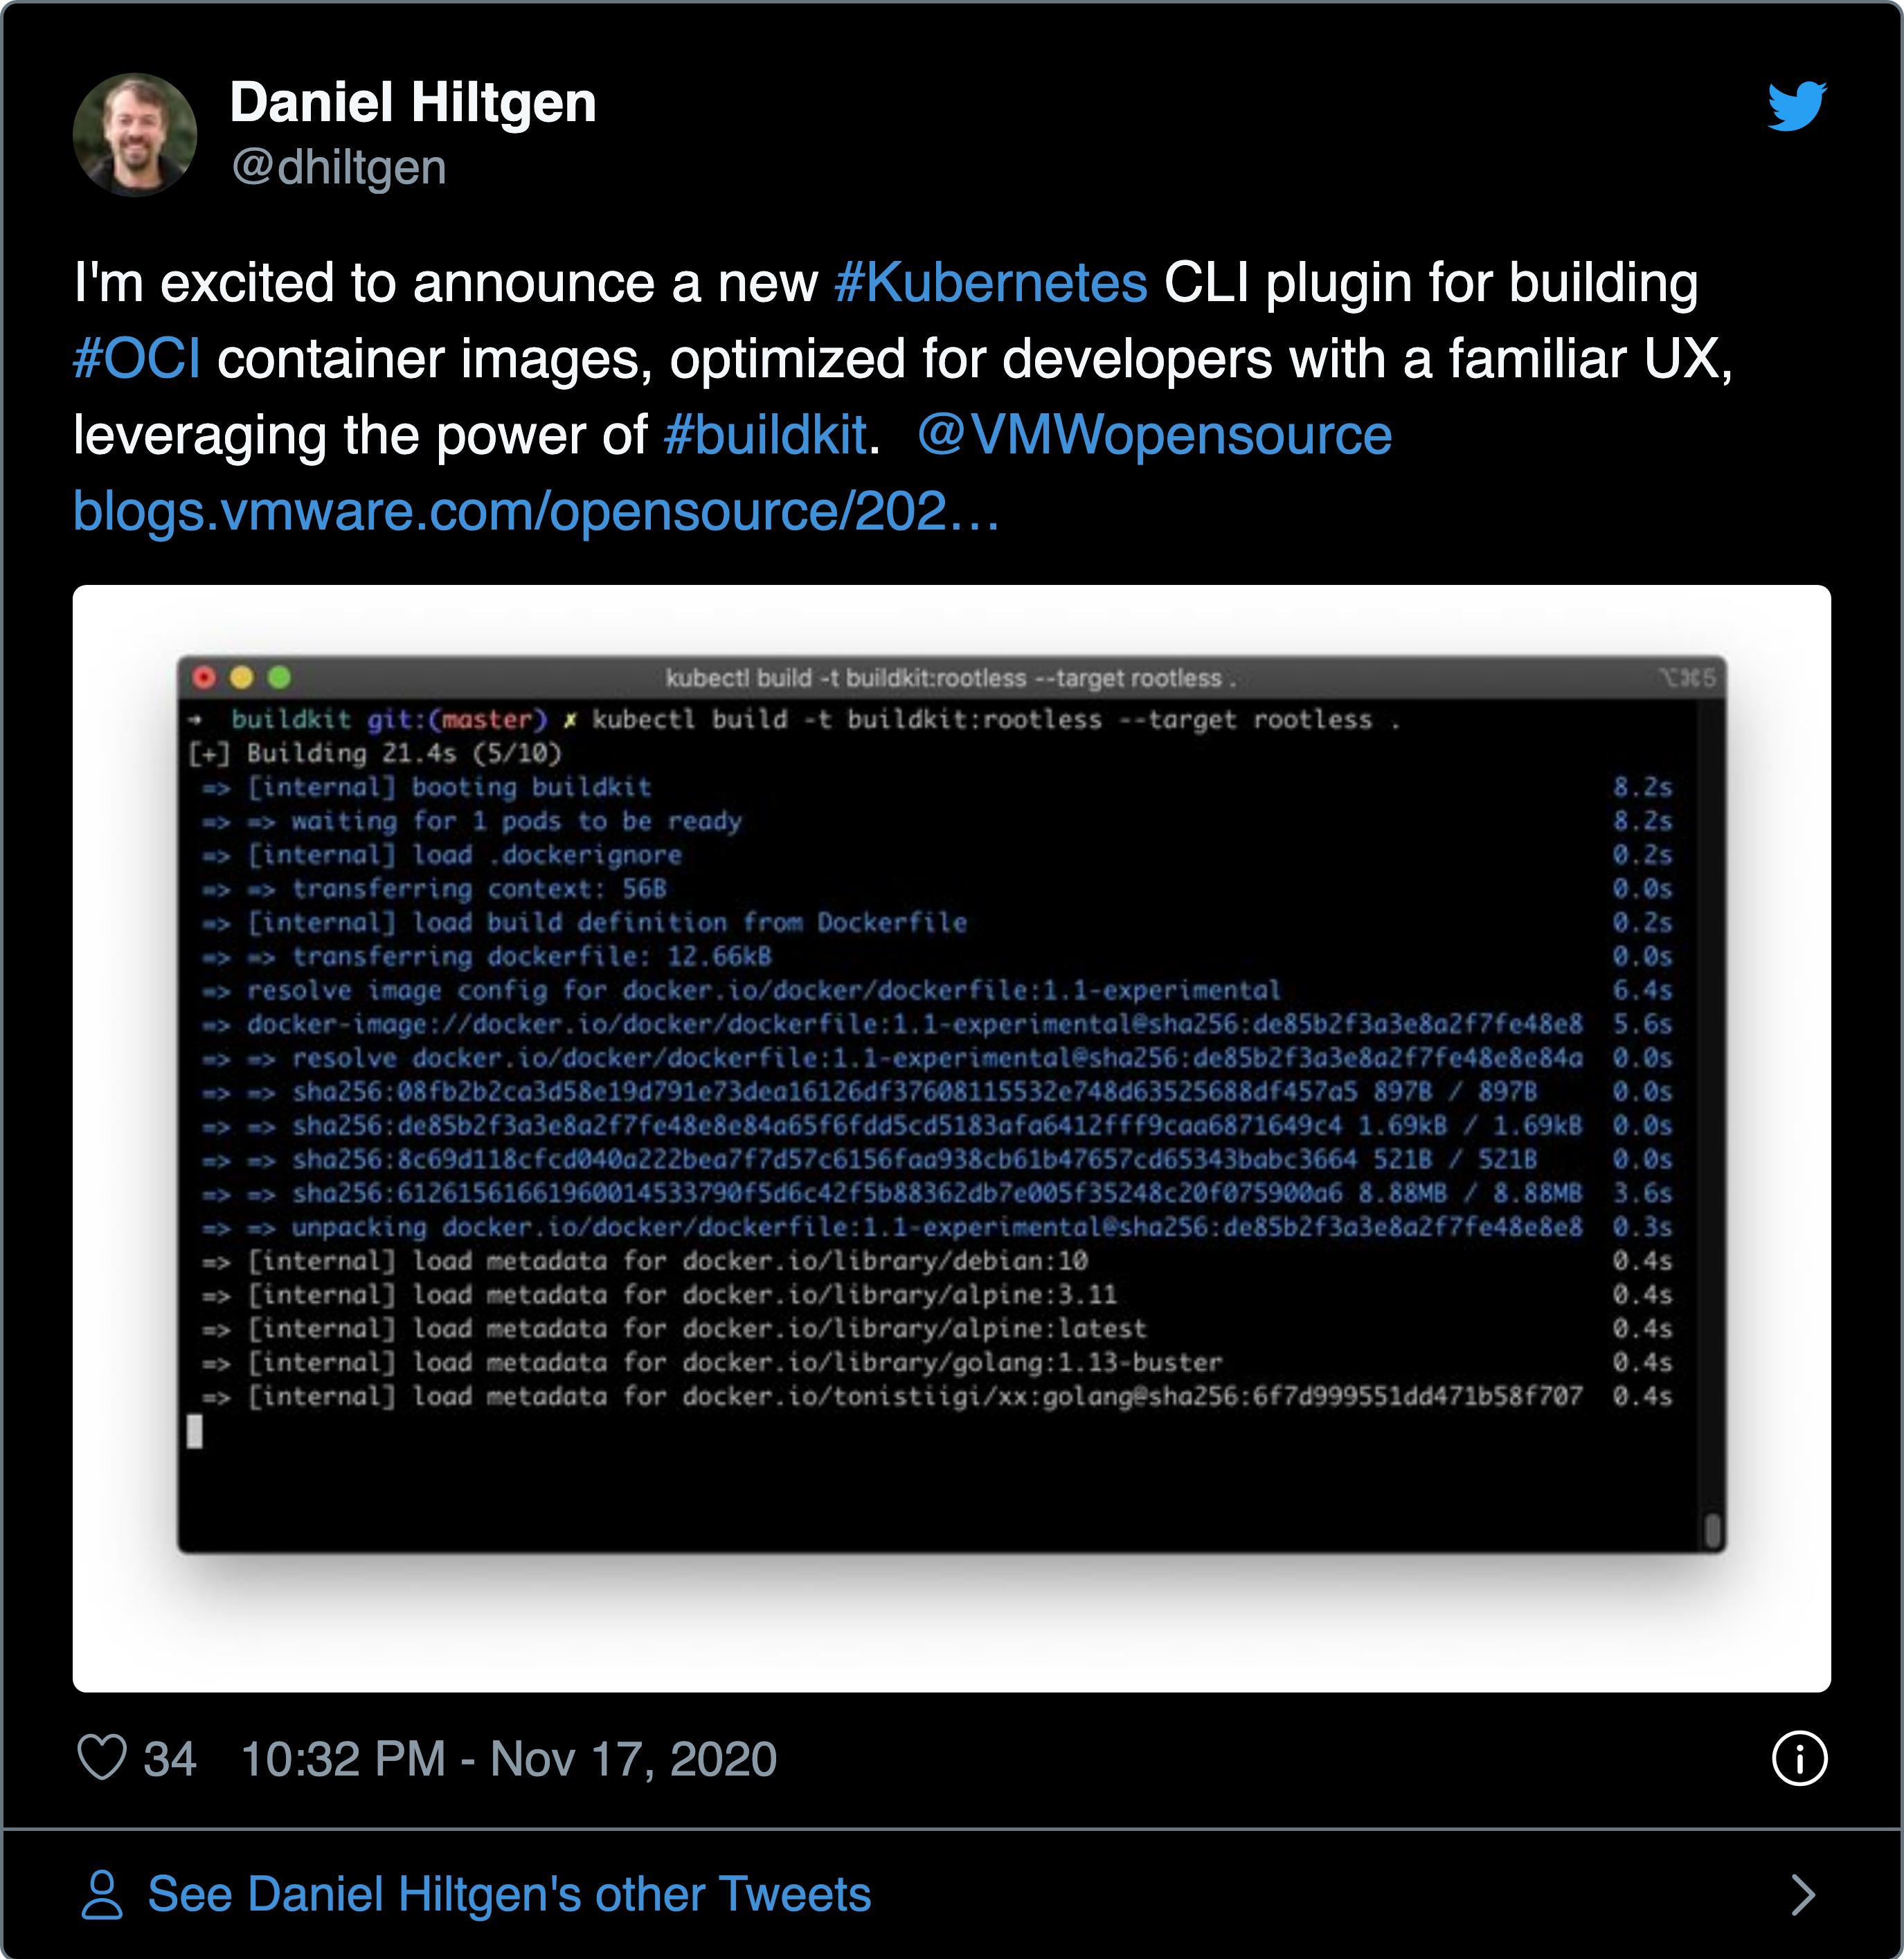 Daniel Hiltgen
@dhiltgen
I'm excited to announce a new #Kubernetes CLI plugin for building
#OCI container images, optimized for developers with a familiar UX,
leveraging the power of #buildkit.  @VMWopensource
blogs.vmware.com/opensource/202…
kubectl build -t buildkit:rootless --target rootless . ⌥⌘5
→ buildkit git:(master) ✗ kubectl build -t buildkit:rootless --target rootless .
[+] Building 21.4s (5/10)
=> [internal] booting buildkit 8.2s
=> => waiting for 1 pods to be ready 8.2s
=> [internal] load .dockerignore 0.2s
=> => transferring context: 56B 0.0s
=> [internal] load build definition from Dockerfile 0.2s
=> => transferring dockerfile: 12.66kB 0.0s
=> resolve image config for docker.io/docker/dockerfile:1.1-experimental 6.4s
=> docker-image://docker.io/docker/dockerfile:1.1-experimental@sha256:de85b2f3a3e8a2f7fe48e8 5.6s
=> => resolve docker.io/docker/dockerfile:1.1-experimental@sha256:de85b2f3a3e8a2f7fe48e8e84a 0.0s
=> => sha256:08fb2b2ca3d58e19d791e73dea16126df37608115532e748d63525688df457a5 897B / 897B 0.0s
=> => sha256:de85b2f3a3e8a2f7fe48e8e84a65f6fdd5cd5183afa6412fff9caa6871649c4 1.69kB / 1.69kB 0.0s
=> => sha256:8c69d118cfcd040a222bea7f7d57c6156faa938cb61b47657cd65343babc3664 521B / 521B 0.0s
=> => sha256:612615616619600145337​90f5d6c42f5b88362db7e005f35248c20f075900a6 8.88MB / 8.88MB 3.6s
=> => unpacking docker.io/docker/dockerfile:1.1-experimental@sha256:de85b2f3a3e8a2f7fe48e8e8 0.3s
=> [internal] load metadata for docker.io/library/debian:10 0.4s
=> [internal] load metadata for docker.io/library/alpine:3.11 0.4s
=> [internal] load metadata for docker.io/library/alpine:latest 0.4s
=> [internal] load metadata for docker.io/library/golang:1.13-buster 0.4s
=> [internal] load metadata for docker.io/tonistiigi/xx:golang@sha256:6f7d999551dd471b58f707 0.4s
34 10:32 PM - Nov 17, 2020
See Daniel Hiltgen's other Tweets